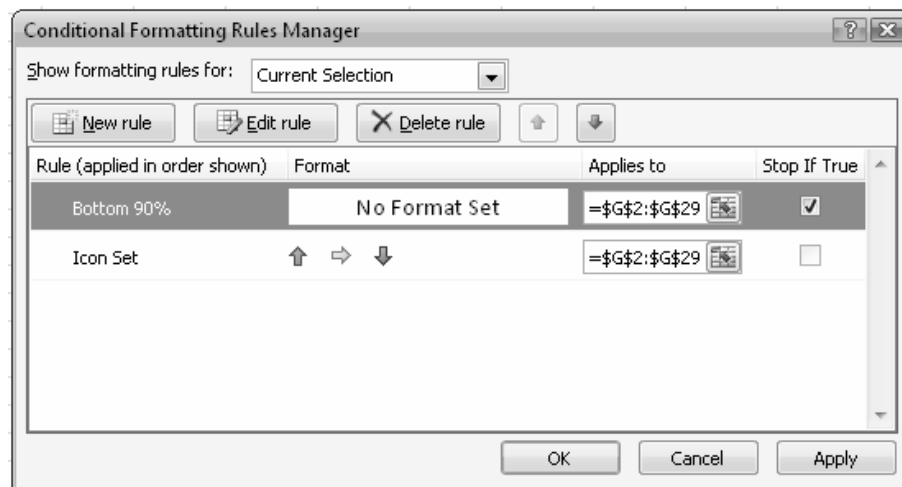 Conditional Formatting Rules Manager
Show formatting rules for: Current Selection
New rule Edit rule Delete rule
Rule (applied in order shown) Format Applies to Stop If True
Bottom 90% No Format Set =$G$2:$G$29
Icon Set =$G$2:$G$29
OK Cancel Apply